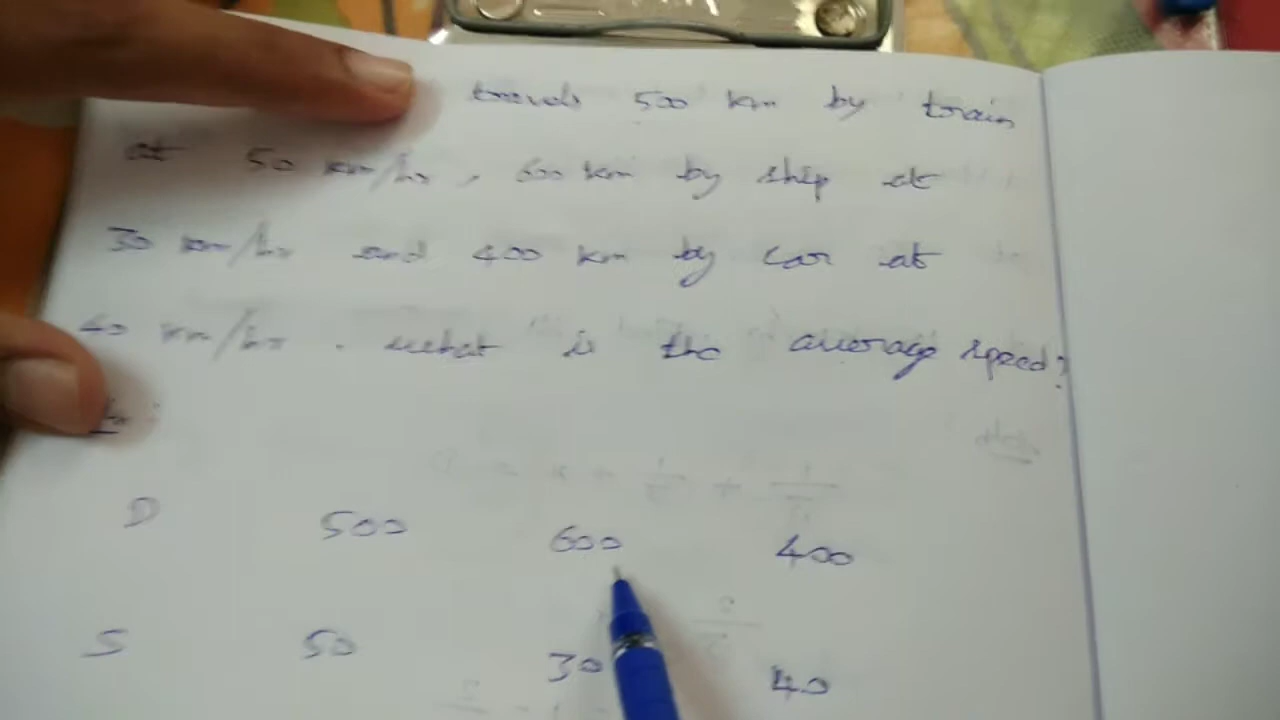 travels 500 km by train
at 50 km/hr, 600 km by ship at
30 km/hr and 400 km by car at
40 km/hr. what is the average speed?
D 500 600 400
S 50 30 40